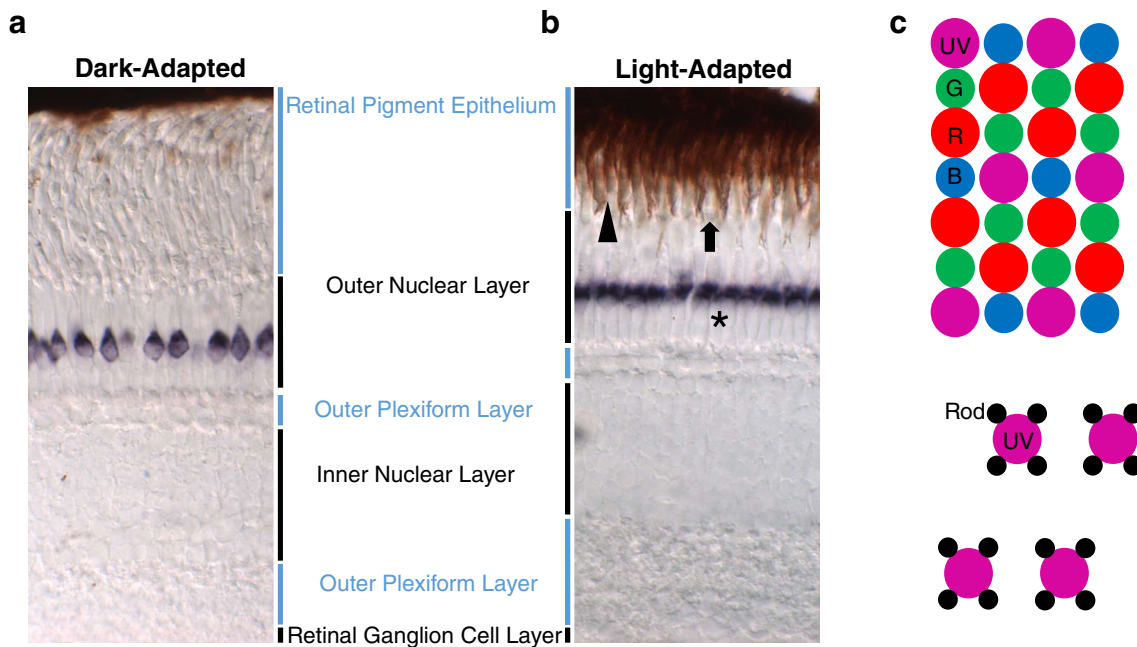 a
b
c
Dark-Adapted
Light-Adapted
Retinal Pigment Epithelium
Outer Nuclear Layer
*
Outer Plexiform Layer
Inner Nuclear Layer
Outer Plexiform Layer
Retinal Ganglion Cell Layer
UV
G
R
B
Rod
UV